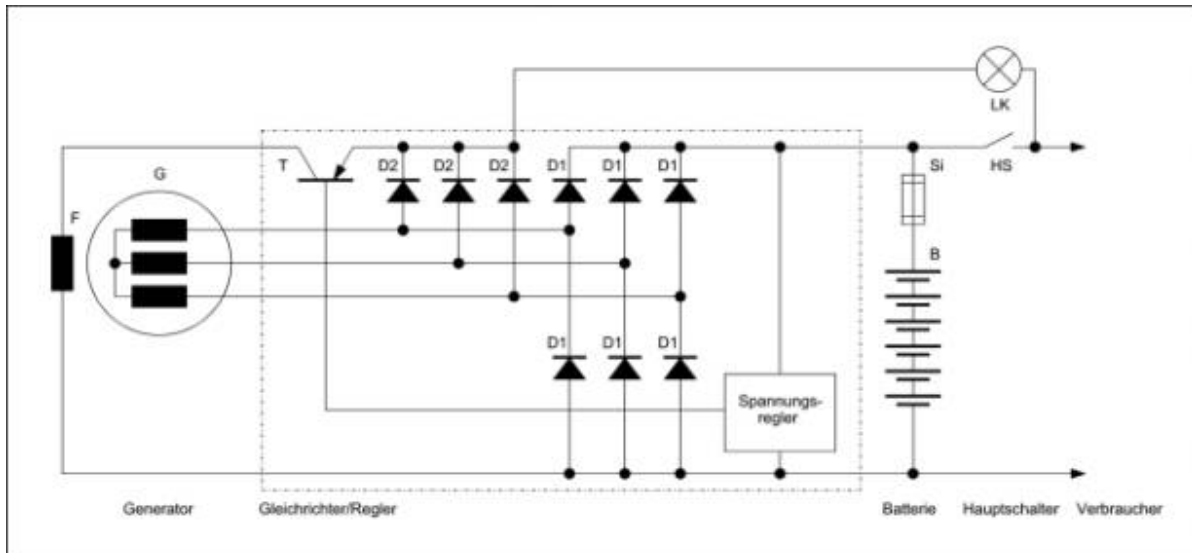 LK
G
T
D2
D2
D2
D1
D1
D1
Si
HS
F
B
D1
D1
D1
Spannungs-
regler
Generator
Gleichrichter/Regler
Batterie
Hauptschalter
Verbraucher